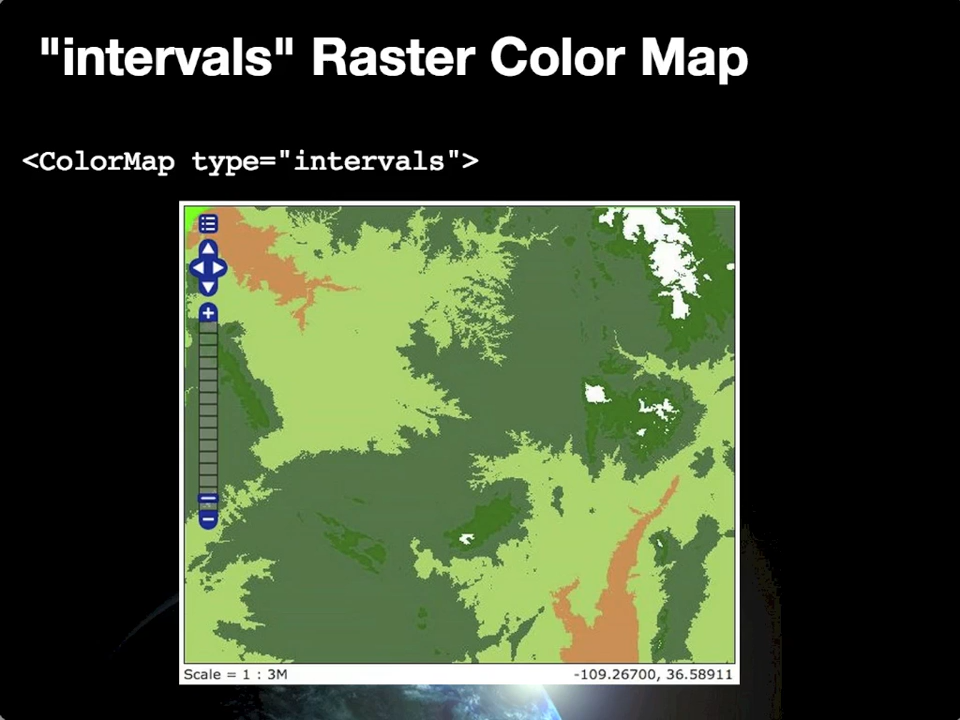 "intervals" Raster Color Map
<ColorMap type="intervals">
Scale = 1 : 3M
-109.26700, 36.58911